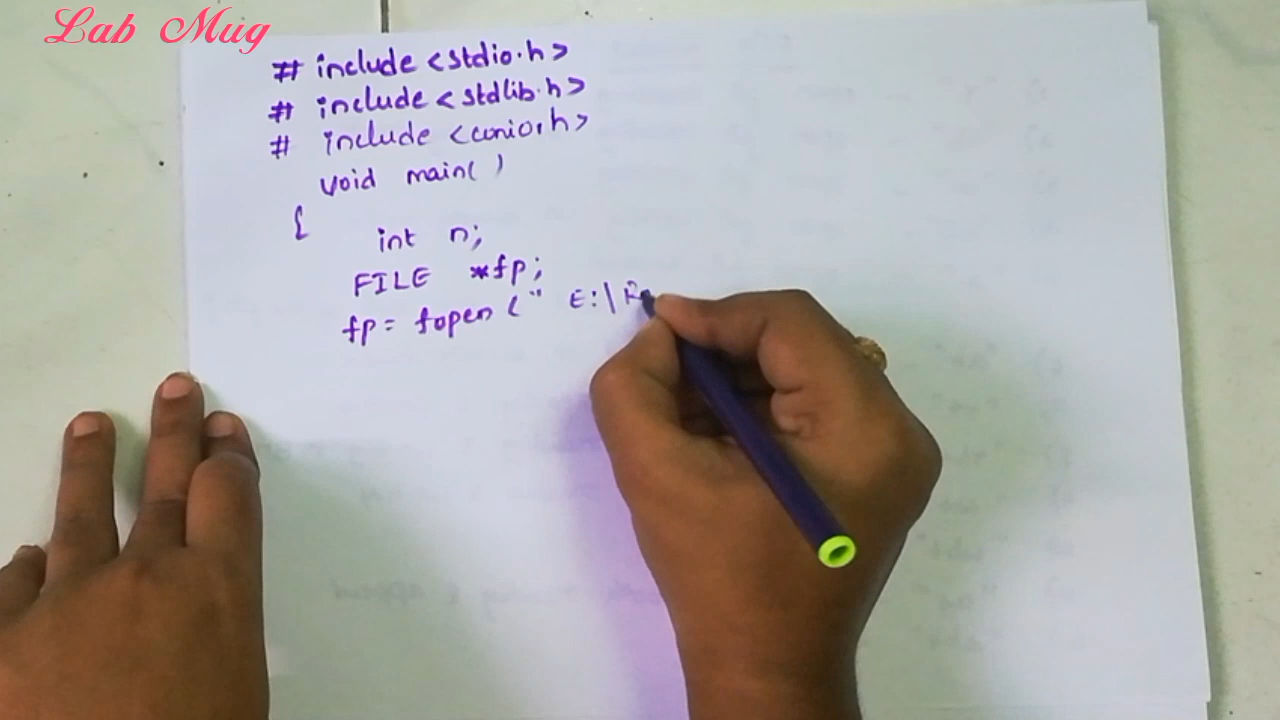 Lab Mug
# include <stdio.h>
# include <stdlib.h>
# include <conio.h>
void main( )
{
int n;
FILE *fp;
fp = fopen (" E:\